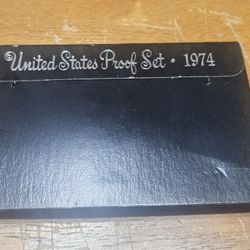 United States Proof Set • 1974